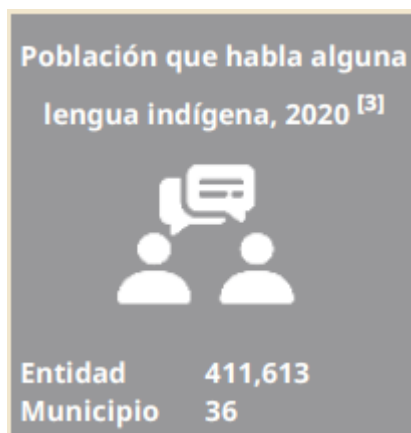 Población que habla alguna
lengua indígena, 2020 [3]
Entidad 411,613
Municipio 36